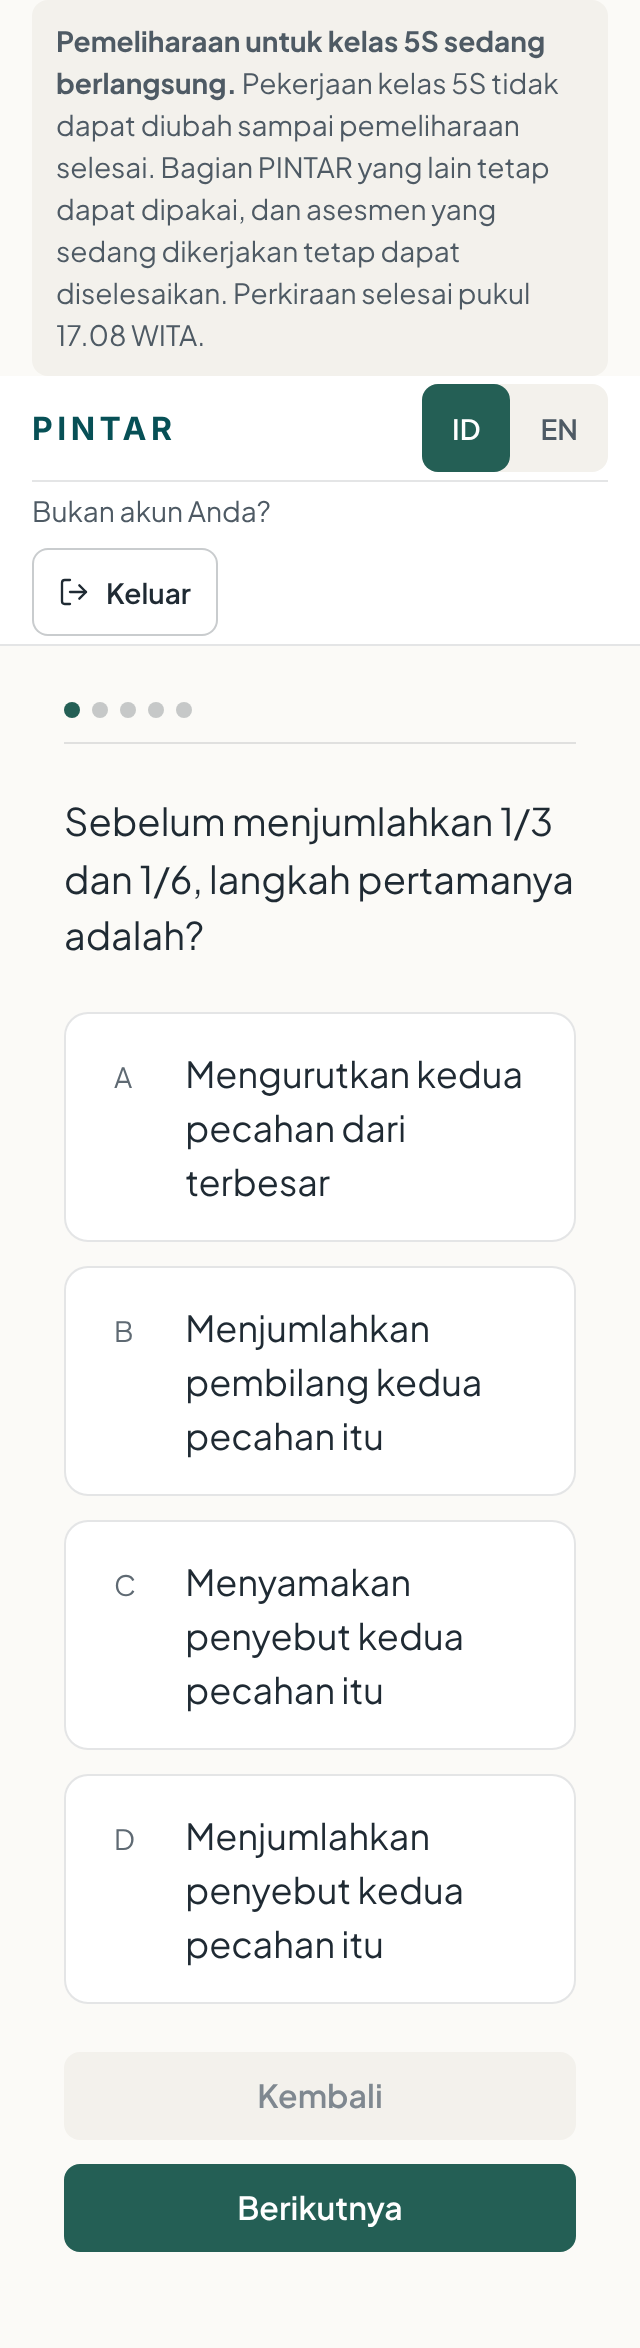 Pemeliharaan untuk kelas 5S sedang
berlangsung. Pekerjaan kelas 5S tidak
dapat diubah sampai pemeliharaan
selesai. Bagian PINTAR yang lain tetap
dapat dipakai, dan asesmen yang
sedang dikerjakan tetap dapat
diselesaikan. Perkiraan selesai pukul
17.08 WITA.
PINTAR
ID
EN
Bukan akun Anda?
Keluar
Sebelum menjumlahkan 1/3
dan 1/6, langkah pertamanya
adalah?
A
Mengurutkan kedua
pecahan dari
terbesar
B
Menjumlahkan
pembilang kedua
pecahan itu
C
Menyamakan
penyebut kedua
pecahan itu
D
Menjumlahkan
penyebut kedua
pecahan itu
Kembali
Berikutnya